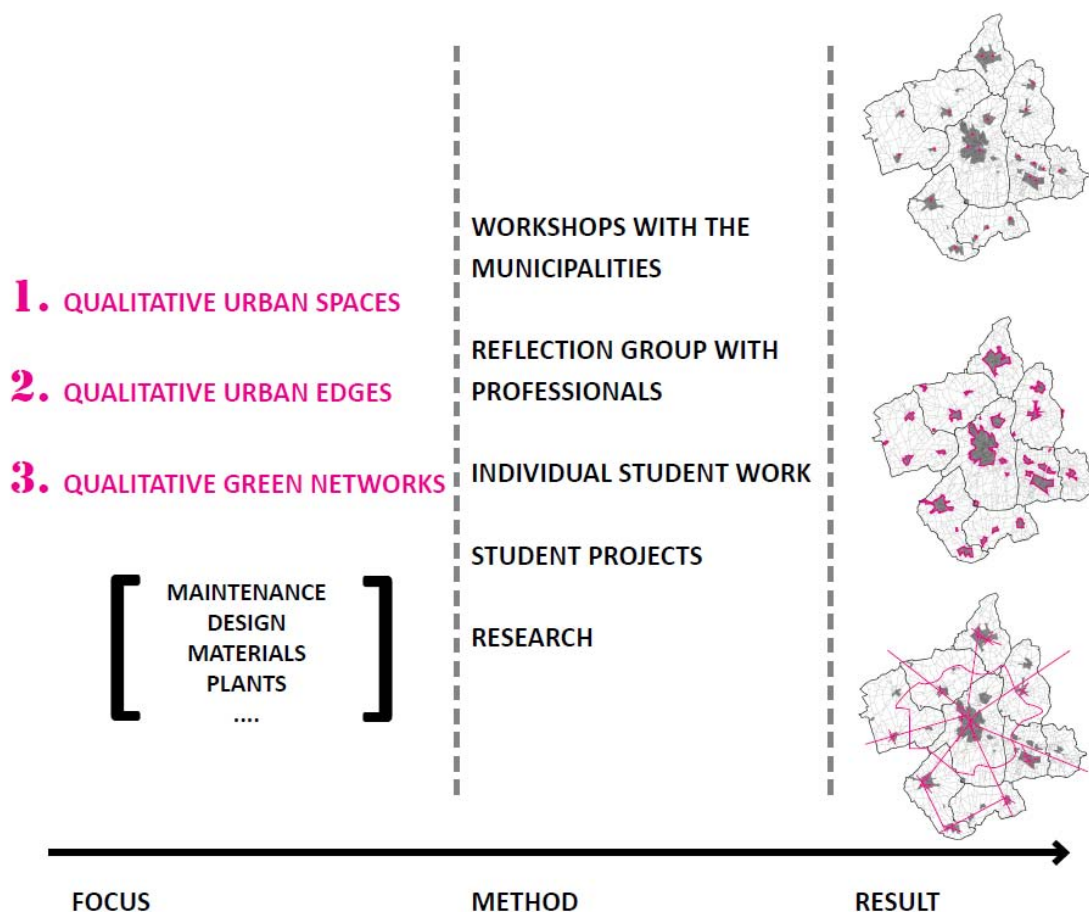 1. QUALITATIVE URBAN SPACES
2. QUALITATIVE URBAN EDGES
3. QUALITATIVE GREEN NETWORKS
MAINTENANCE
DESIGN
MATERIALS
PLANTS
....
WORKSHOPS WITH THE
MUNICIPALITIES
REFLECTION GROUP WITH
PROFESSIONALS
INDIVIDUAL STUDENT WORK
STUDENT PROJECTS
RESEARCH
FOCUS
METHOD
RESULT